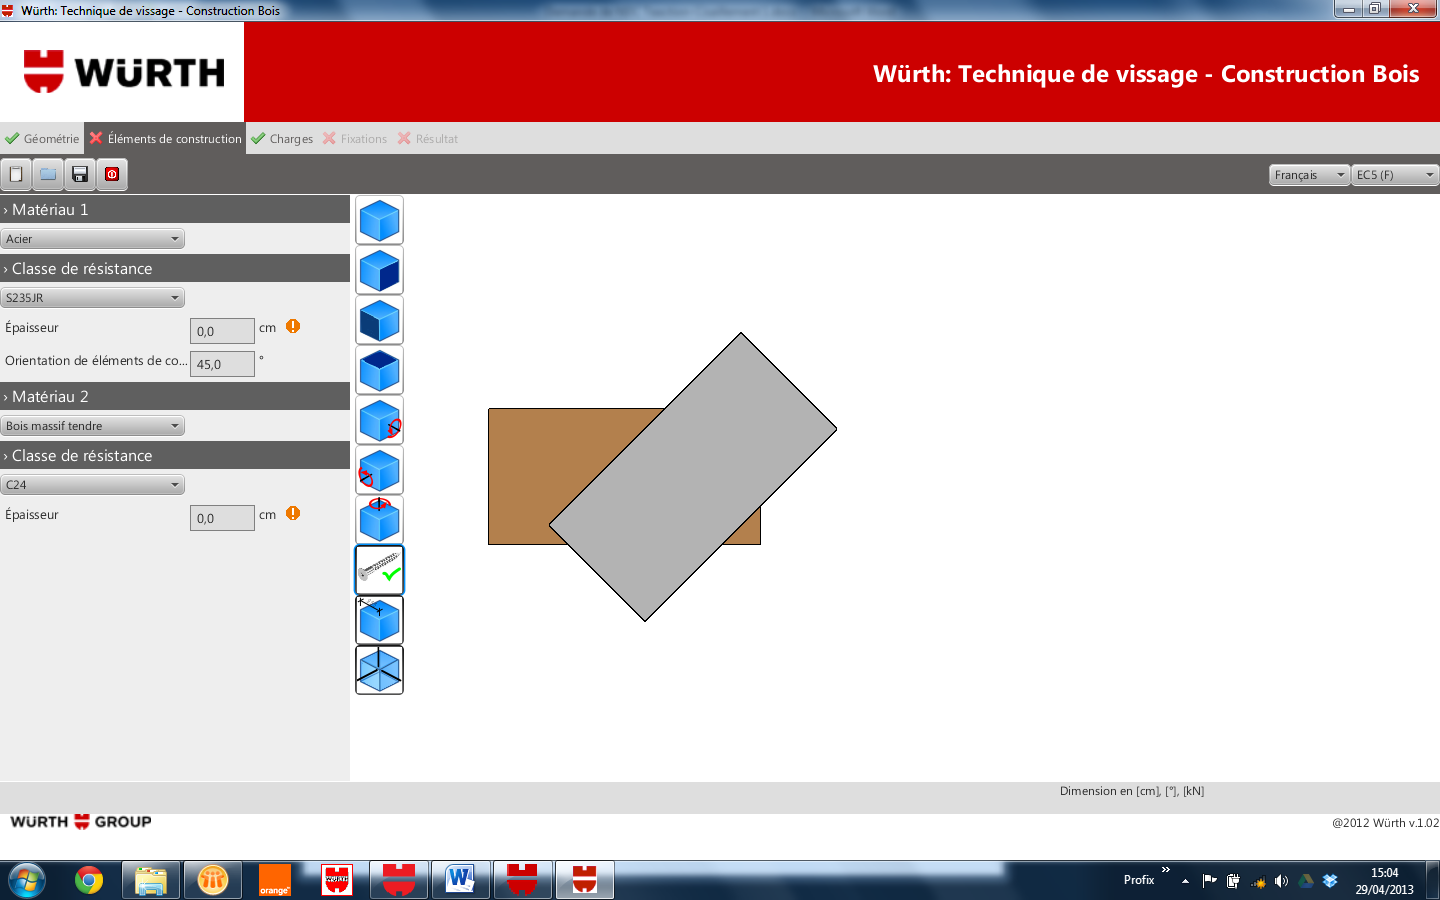 Würth: Technique de vissage - Construction Bois
WÜRTH
Würth: Technique de vissage - Construction Bois
Géométrie
Éléments de construction
Charges
Fixations
Résultat
Français
EC5 (F)
› Matériau 1
Acier
› Classe de résistance
S235JR
Épaisseur 0,0 cm
Orientation de éléments de co... 45,0 °
› Matériau 2
Bois massif tendre
› Classe de résistance
C24
Épaisseur 0,0 cm
Dimension en [cm], [°], [kN]
WÜRTH GROUP
@2012 Würth v.1.02
orange
WÜRTH
W
Profix
»
15:04
29/04/2013